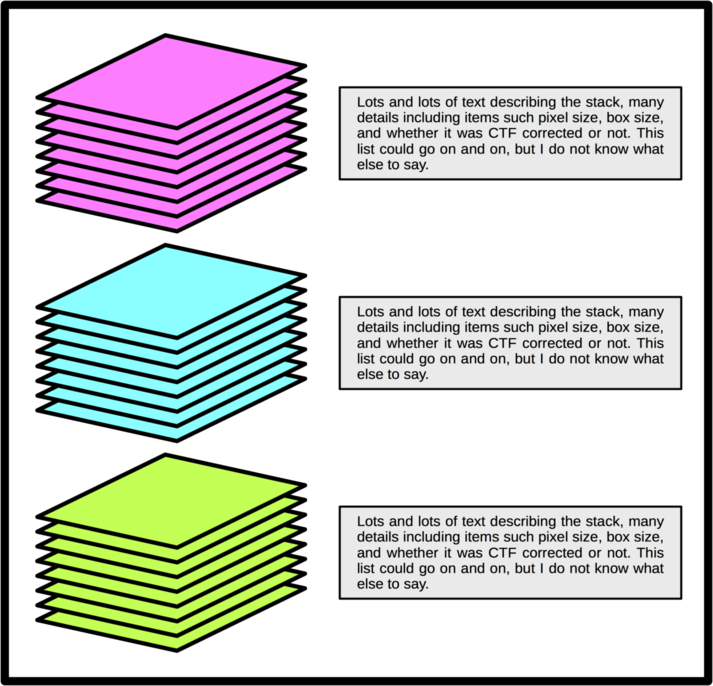 Lots and lots of text describing the stack, many
details including items such pixel size, box size,
and whether it was CTF corrected or not. This
list could go on and on, but I do not know what
else to say.
Lots and lots of text describing the stack, many
details including items such pixel size, box size,
and whether it was CTF corrected or not. This
list could go on and on, but I do not know what
else to say.
Lots and lots of text describing the stack, many
details including items such pixel size, box size,
and whether it was CTF corrected or not. This
list could go on and on, but I do not know what
else to say.